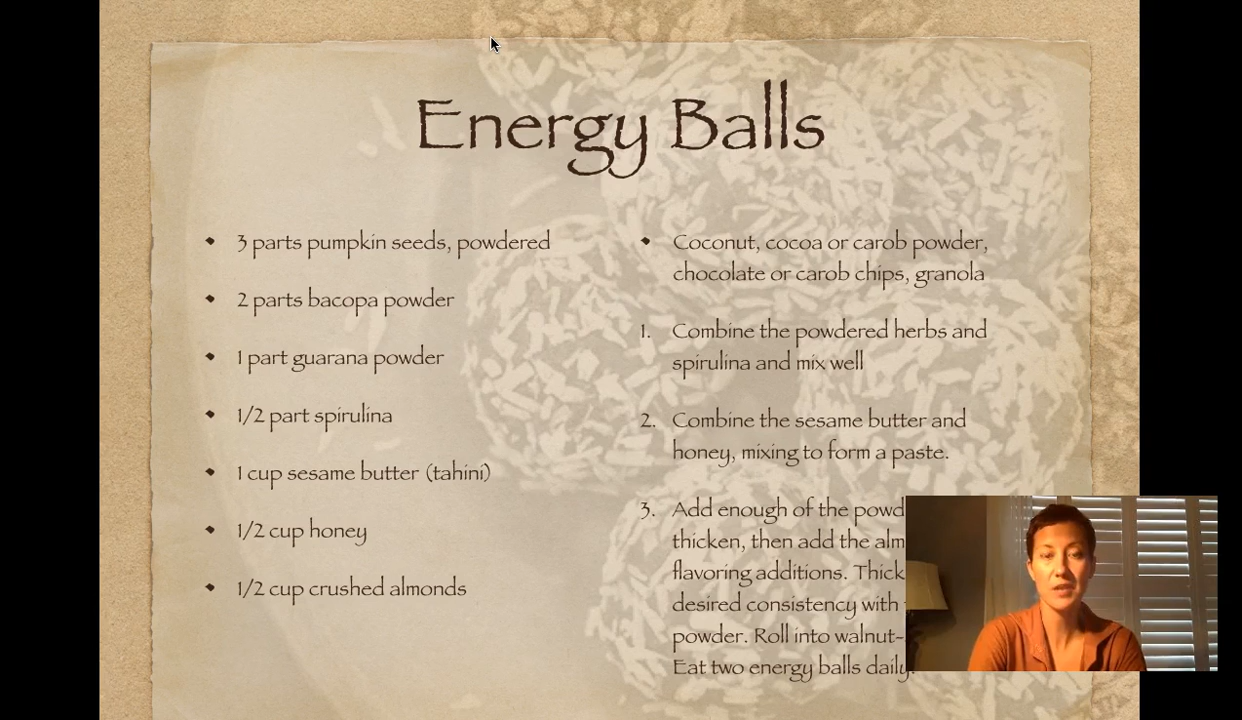 Energy Balls
3 parts pumpkin seeds, powdered
2 parts bacopa powder
1 part guarana powder
1/2 part spirulina
1 cup sesame butter (tahini)
1/2 cup honey
1/2 cup crushed almonds
Coconut, cocoa or carob powder,
chocolate or carob chips, granola
1. Combine the powdered herbs and
spirulina and mix well
2. Combine the sesame butter and
honey, mixing to form a paste.
3. Add enough of the powd
thicken, then add the alm
flavoring additions. Thick
desired consistency with
powder. Roll into walnut-
Eat two energy balls daily.